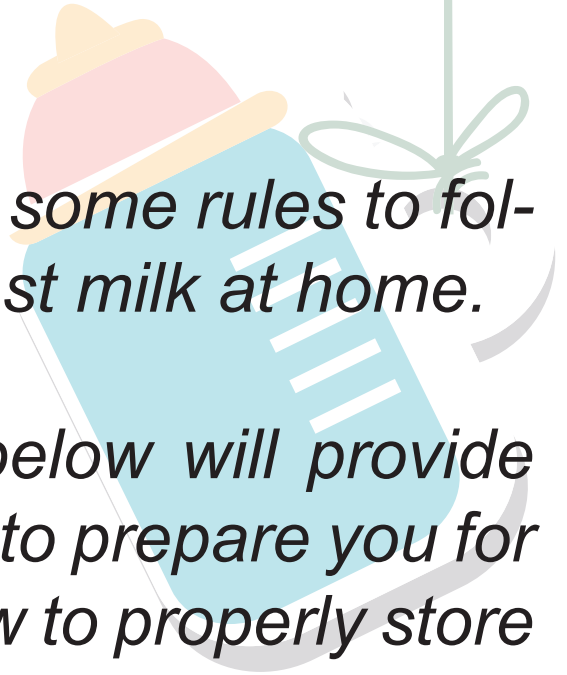 some rules to fol-
st milk at home.
below will provide
to prepare you for
w to properly store